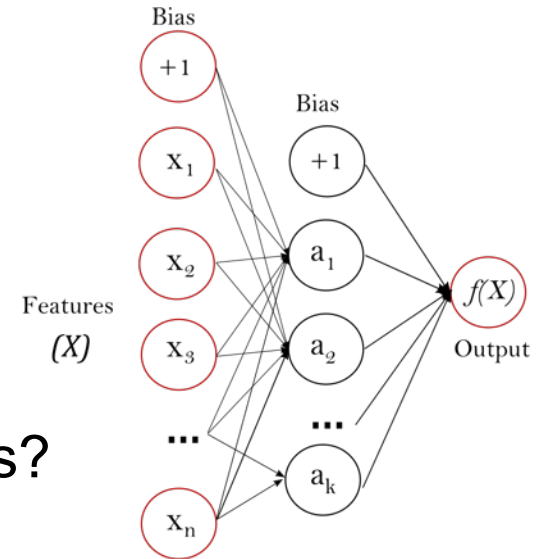 Bias
+1
x₁
x₂
x₃
...
xₙ
Features
(X)
s?
Bias
+1
a₁
a₂
...
aₖ
f(X)
Output